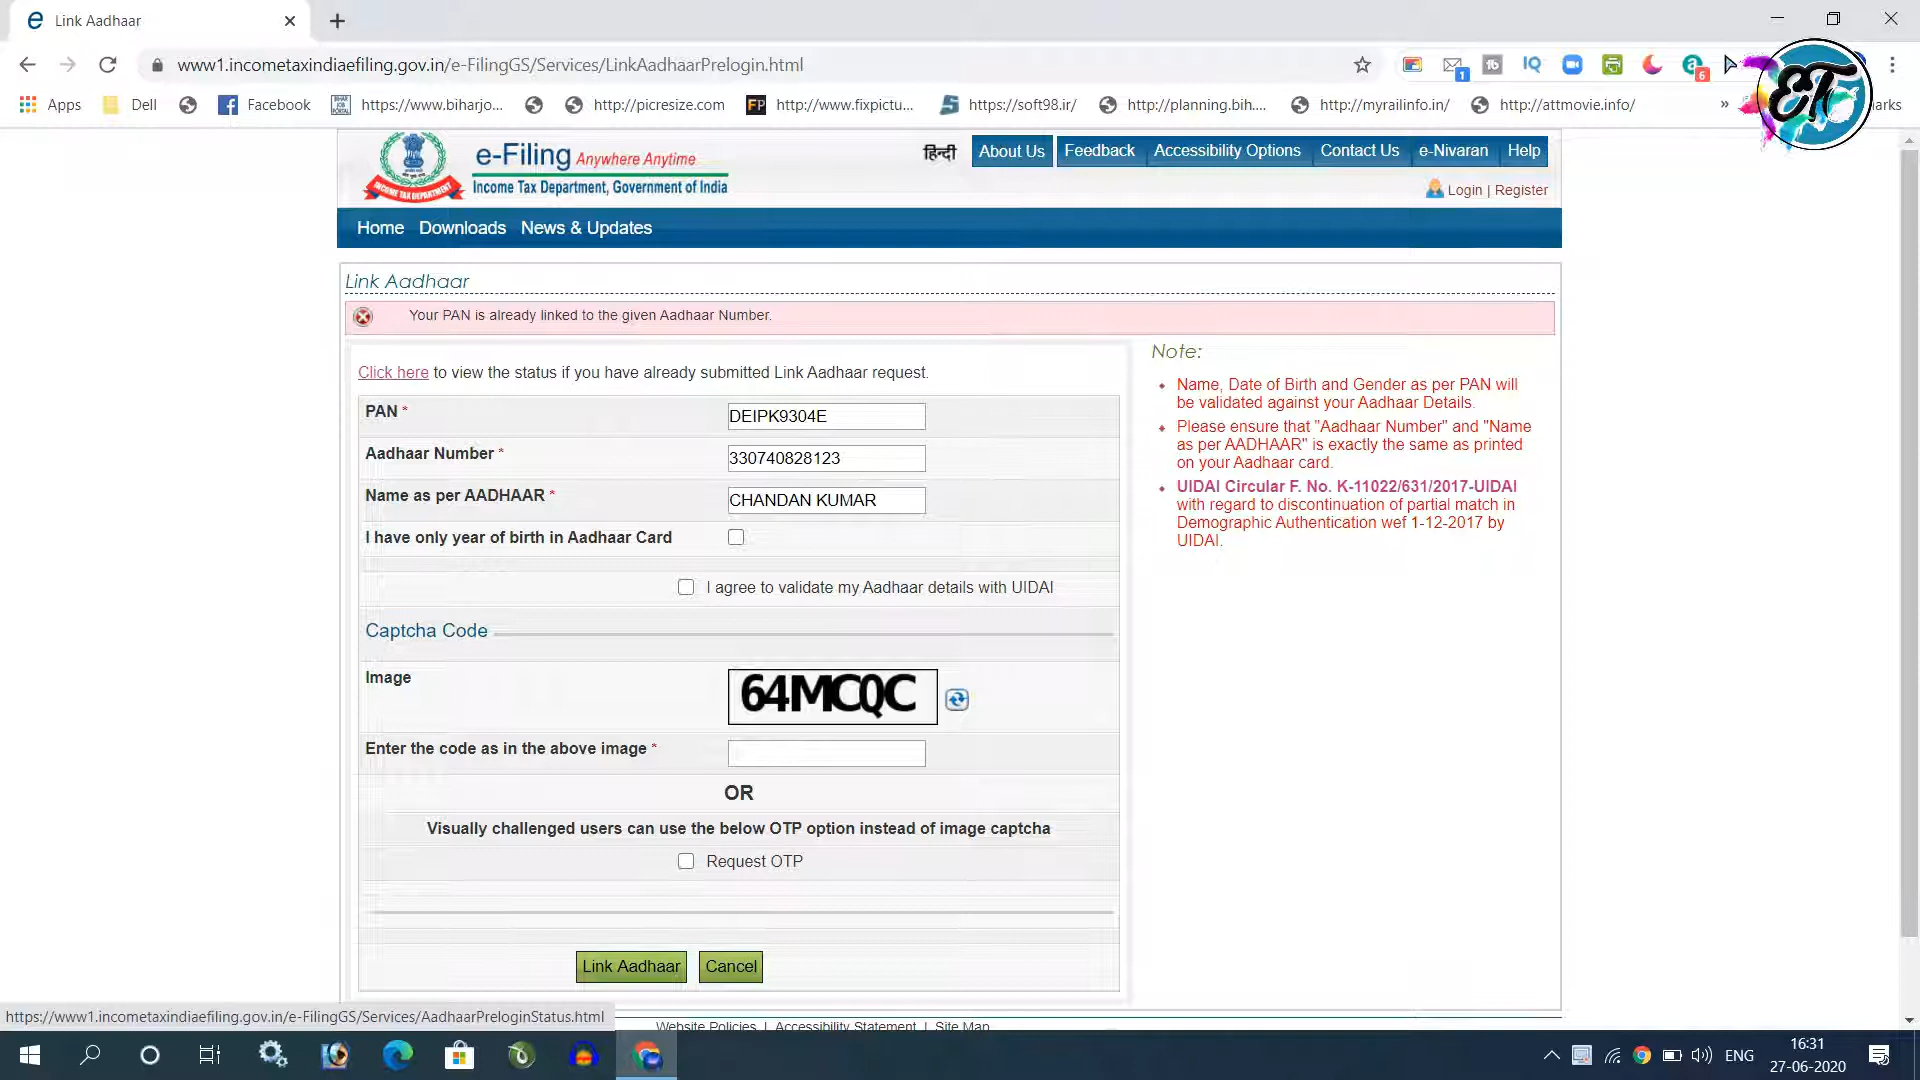 Link Aadhaar
www1.incometaxindiaefiling.gov.in/e-FilingGS/Services/LinkAadhaarPrelogin.html
Apps
Dell
Facebook
https://www.biharjo...
http://picresize.com
http://www.fixpictu...
https://soft98.ir/
http://planning.bih....
http://myrailinfo.in/
http://attmovie.info/
»
arks
ET
1
6
e-Filing Anywhere Anytime
Income Tax Department, Government of India
INCOME TAX DEPARTMENT
हिन्दी
About Us
Feedback
Accessibility Options
Contact Us
e-Nivaran
Help
Login | Register
Home
Downloads
News & Updates
Link Aadhaar
Your PAN is already linked to the given Aadhaar Number.
Click here to view the status if you have already submitted Link Aadhaar request.
PAN *
DEIPK9304E
Aadhaar Number *
330740828123
Name as per AADHAAR *
CHANDAN KUMAR
I have only year of birth in Aadhaar Card
I agree to validate my Aadhaar details with UIDAI
Captcha Code
Image
64MCQC
Enter the code as in the above image *
OR
Visually challenged users can use the below OTP option instead of image captcha
Request OTP
Link Aadhaar
Cancel
Note:
Name, Date of Birth and Gender as per PAN will
be validated against your Aadhaar Details.
Please ensure that "Aadhaar Number" and "Name
as per AADHAAR" is exactly the same as printed
on your Aadhaar card.
UIDAI Circular F. No. K-11022/631/2017-UIDAI
with regard to discontinuation of partial match in
Demographic Authentication wef 1-12-2017 by
UIDAI.
https://www1.incometaxindiaefiling.gov.in/e-FilingGS/Services/AadhaarPreloginStatus.html
Website Policies | Accessibility Statement | Site Map
ENG
16:31
27-06-2020